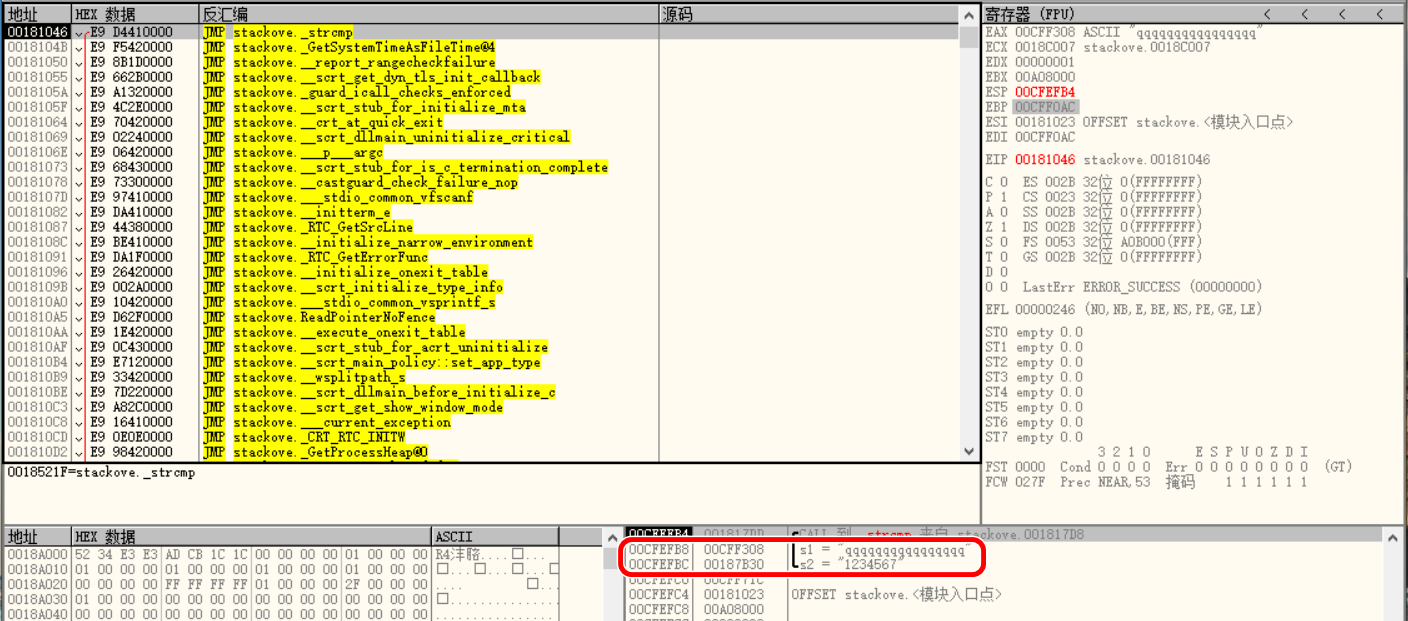 地址 HEX 数据 反汇编 源码
00181046 E9 D4410000 JMP stackove._strcmp
0018104B E9 F5420000 JMP stackove._GetSystemTimeAsFileTime@4
00181050 E9 8B1D0000 JMP stackove.__report_rangecheckfailure
00181055 E9 662B0000 JMP stackove.__scrt_get_dyn_tls_init_callback
0018105A E9 A1320000 JMP stackove._guard_icall_checks_enforced
0018105F E9 4C2E0000 JMP stackove.__scrt_stub_for_initialize_mta
00181064 E9 70420000 JMP stackove.__crt_at_quick_exit
00181069 E9 02240000 JMP stackove.__scrt_dllmain_uninitialize_critical
0018106E E9 06420000 JMP stackove.___p___argc
00181073 E9 68430000 JMP stackove.__scrt_stub_for_is_c_termination_complete
00181078 E9 73300000 JMP stackove.__castguard_check_failure_nop
0018107D E9 97410000 JMP stackove.___stdio_common_vfscanf
00181082 E9 DA410000 JMP stackove.__initterm_e
00181087 E9 44380000 JMP stackove._RTC_GetSrcLine
0018108C E9 BE410000 JMP stackove.__initialize_narrow_environment
00181091 E9 DA1F0000 JMP stackove._RTC_GetErrorFunc
00181096 E9 26420000 JMP stackove.__initialize_onexit_table
0018109B E9 002A0000 JMP stackove.__scrt_initialize_type_info
001810A0 E9 10420000 JMP stackove.___stdio_common_vsprintf_s
001810A5 E9 D62F0000 JMP stackove.ReadPointerNoFence
001810AA E9 1E420000 JMP stackove.__execute_onexit_table
001810AF E9 0C430000 JMP stackove.__scrt_stub_for_acrt_uninitialize
001810B4 E9 E7120000 JMP stackove.__scrt_main_policy::set_app_type
001810B9 E9 33420000 JMP stackove.__wsplitpath_s
001810BE E9 7D220000 JMP stackove.__scrt_dllmain_before_initialize_c
001810C3 E9 A82C0000 JMP stackove.__scrt_get_show_window_mode
001810C8 E9 16410000 JMP stackove.___current_exception
001810CD E9 0E0E0000 JMP stackove._CRT_RTC_INITW
001810D2 E9 98420000 JMP stackove._GetProcessHeap@0
0018521F=stackove._strcmp
寄存器 (FPU) < < < <
EAX 00CFF308 ASCII "qqqqqqqqqqqqqqqq"
ECX 0018C007 stackove.0018C007
EDX 00000001
EBX 00A08000
ESP 00CFEFB4
EBP 00CFF0AC
ESI 00181023 OFFSET stackove.<模块入口点>
EDI 00CFF0AC
EIP 00181046 stackove.00181046
C 0 ES 002B 32位 0(FFFFFFFF)
P 1 CS 0023 32位 0(FFFFFFFF)
A 0 SS 002B 32位 0(FFFFFFFF)
Z 1 DS 002B 32位 0(FFFFFFFF)
S 0 FS 0053 32位 A0B000(FFF)
T 0 GS 002B 32位 0(FFFFFFFF)
D 0
O 0 LastErr ERROR_SUCCESS (00000000)
EFL 00000246 (NO,NB,E,BE,NS,PE,GE,LE)
ST0 empty 0.0
ST1 empty 0.0
ST2 empty 0.0
ST3 empty 0.0
ST4 empty 0.0
ST5 empty 0.0
ST6 empty 0.0
ST7 empty 0.0
3 2 1 0 E S P U O Z D I
FST 0000 Cond 0 0 0 0 Err 0 0 0 0 0 0 0 0 (GT)
FCW 027F Prec NEAR,53 掩码 1 1 1 1 1 1
地址 HEX 数据 ASCII
0018A000 52 34 E3 E3 AD CB 1C 1C 00 00 00 00 01 00 00 00 R4
0018A010 01 00 00 00 01 00 00 00 01 00 00 00 01 00 00 00
0018A020 00 00 00 00 FF FF FF FF 01 00 00 00 2F 00 00 00
0018A030 01 00 00 00 00 00 00 00 00 00 00 00 00 00 00 00
0018A040 00 00 00 00 00 00 00 00 00 00 00 00 00 00 00 00
00CFEFB4 001817DD CALL 到 _strcmp 来自 stackove.001817D8
00CFEFB8 00CFF308 s1 = "qqqqqqqqqqqqqqqq"
00CFEFBC 00187B30 s2 = "1234567"
00CFEFC0 00CFF71C
00CFEFC4 00181023 OFFSET stackove.<模块入口点>
00CFEFC8 00A08000